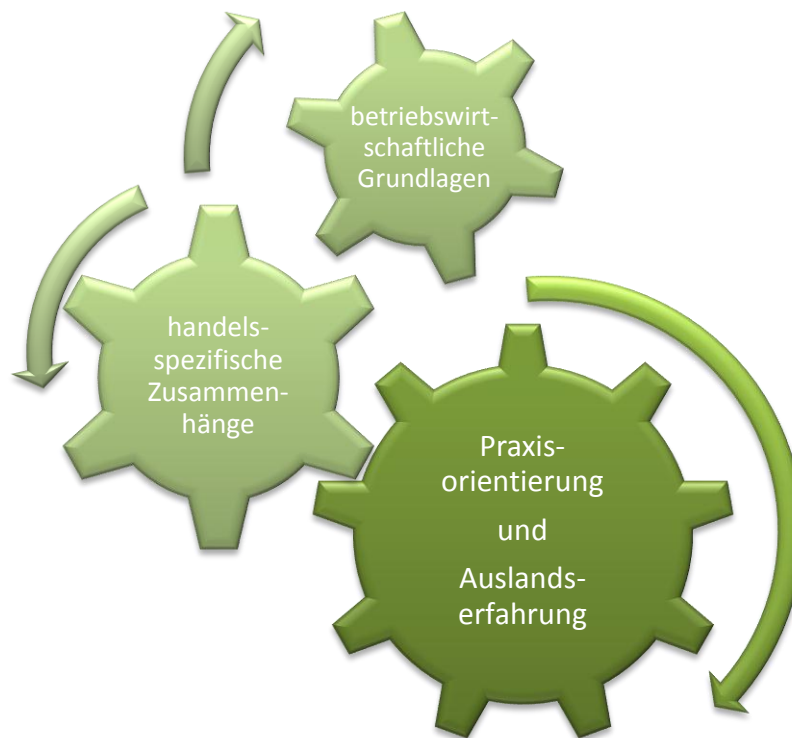 betriebswirt-
schaftliche
Grundlagen
handels-
spezifische
Zusammen-
hänge
Praxis-
orientierung
und
Auslands-
erfahrung